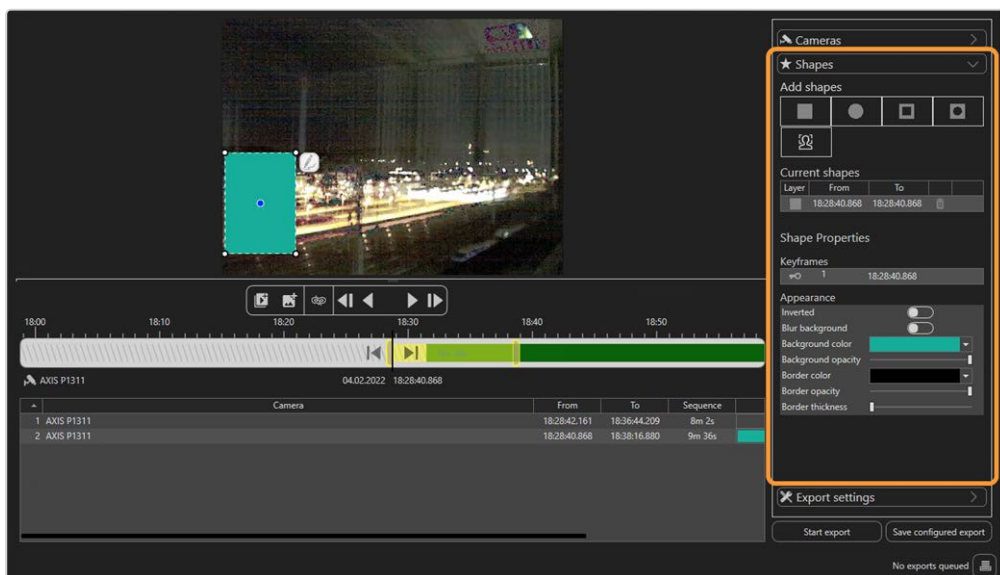 Cameras
Shapes
Add shapes
Current shapes
Layer From To
18:28:40.868 18:28:40.868
Shape Properties
Keyframes
1 18:28:40.868
Appearance
Inverted
Blur background
Background color
Background opacity
Border color
Border opacity
Border thickness
Export settings
Start export Save configured export
No exports queued
18:00 18:10 18:20 18:30 18:40 18:50
AXIS P1311 04.02.2022 18:28:40.868
Camera From To Sequence
1 AXIS P1311 18:28:42.161 18:36:44.209 8m 2s
2 AXIS P1311 18:28:40.868 18:38:16.880 9m 36s